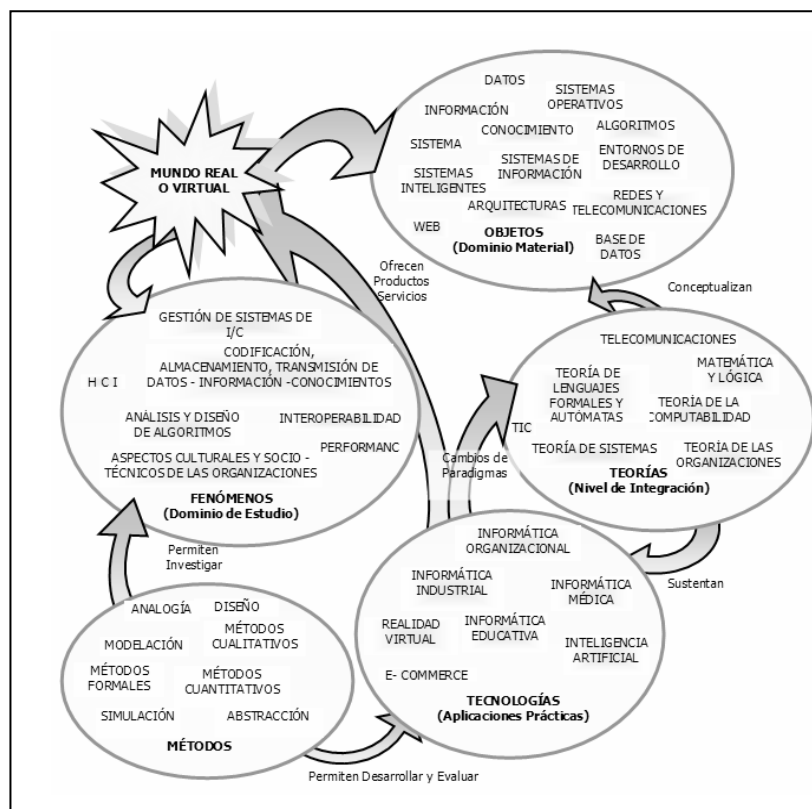 MUNDO REAL
O VIRTUAL
DATOS
SISTEMAS
OPERATIVOS
INFORMACIÓN
CONOCIMIENTO
ALGORITMOS
SISTEMA
ENTORNOS DE
DESARROLLO
SISTEMAS
INTELIGENTES
SISTEMAS DE
INFORMACIÓN
ARQUITECTURAS
REDES Y
TELECOMUNICACIONES
WEB
OBJETOS
(Dominio Material)
BASE DE
DATOS
Ofrecen
Productos
Servicios
Conceptualizan
GESTIÓN DE SISTEMAS DE
I/C
CODIFICACIÓN,
ALMACENAMIENTO, TRANSMISIÓN DE
DATOS - INFORMACIÓN -CONOCIMIENTOS
H C I
ANÁLISIS Y DISEÑO
DE ALGORITMOS
INTEROPERABILIDAD
PERFORMANC
ASPECTOS CULTURALES Y SOCIO -
TÉCNICOS DE LAS ORGANIZACIONES
FENÓMENOS
(Dominio de Estudio)
TELECOMUNICACIONES
MATEMÁTICA
Y LÓGICA
TEORÍA DE
LENGUAJES
FORMALES Y
AUTÓMATAS
TEORÍA DE LA
COMPUTABILIDAD
TIC
TEORÍA DE SISTEMAS
TEORÍA DE LAS
ORGANIZACIONES
TEORÍAS
(Nivel de Integración)
Cambios de
Paradigmas
Permiten
Investigar
Sustentan
INFORMÁTICA
ORGANIZACIONAL
INFORMÁTICA
INDUSTRIAL
INFORMÁTICA
MÉDICA
REALIDAD
VIRTUAL
INFORMÁTICA
EDUCATIVA
INTELIGENCIA
ARTIFICIAL
E- COMMERCE
TECNOLOGÍAS
(Aplicaciones Prácticas)
ANALOGÍA
DISEÑO
MODELACIÓN
MÉTODOS
CUALITATIVOS
MÉTODOS
FORMALES
MÉTODOS
CUANTITATIVOS
SIMULACIÓN
ABSTRACCIÓN
MÉTODOS
Permiten Desarrollar y Evaluar